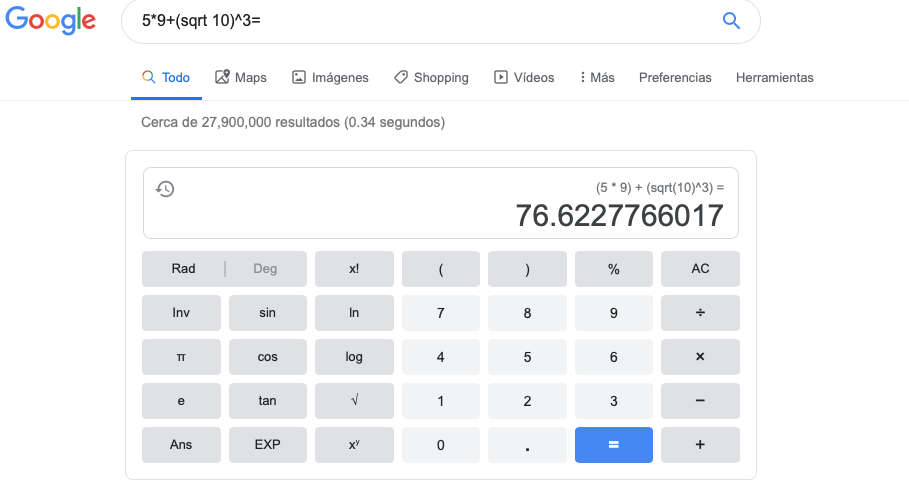 Google 5*9+(sqrt 10)^3=
Todo Maps Imágenes Shopping Vídeos Más Preferencias Herramientas
Cerca de 27,900,000 resultados (0.34 segundos)
(5 * 9) + (sqrt(10)^3) =
76.6227766017
Rad | Deg x! ( ) % AC
Inv sin ln 7 8 9 ÷
π cos log 4 5 6 ×
e tan √ 1 2 3 −
Ans EXP xʸ 0 . = +